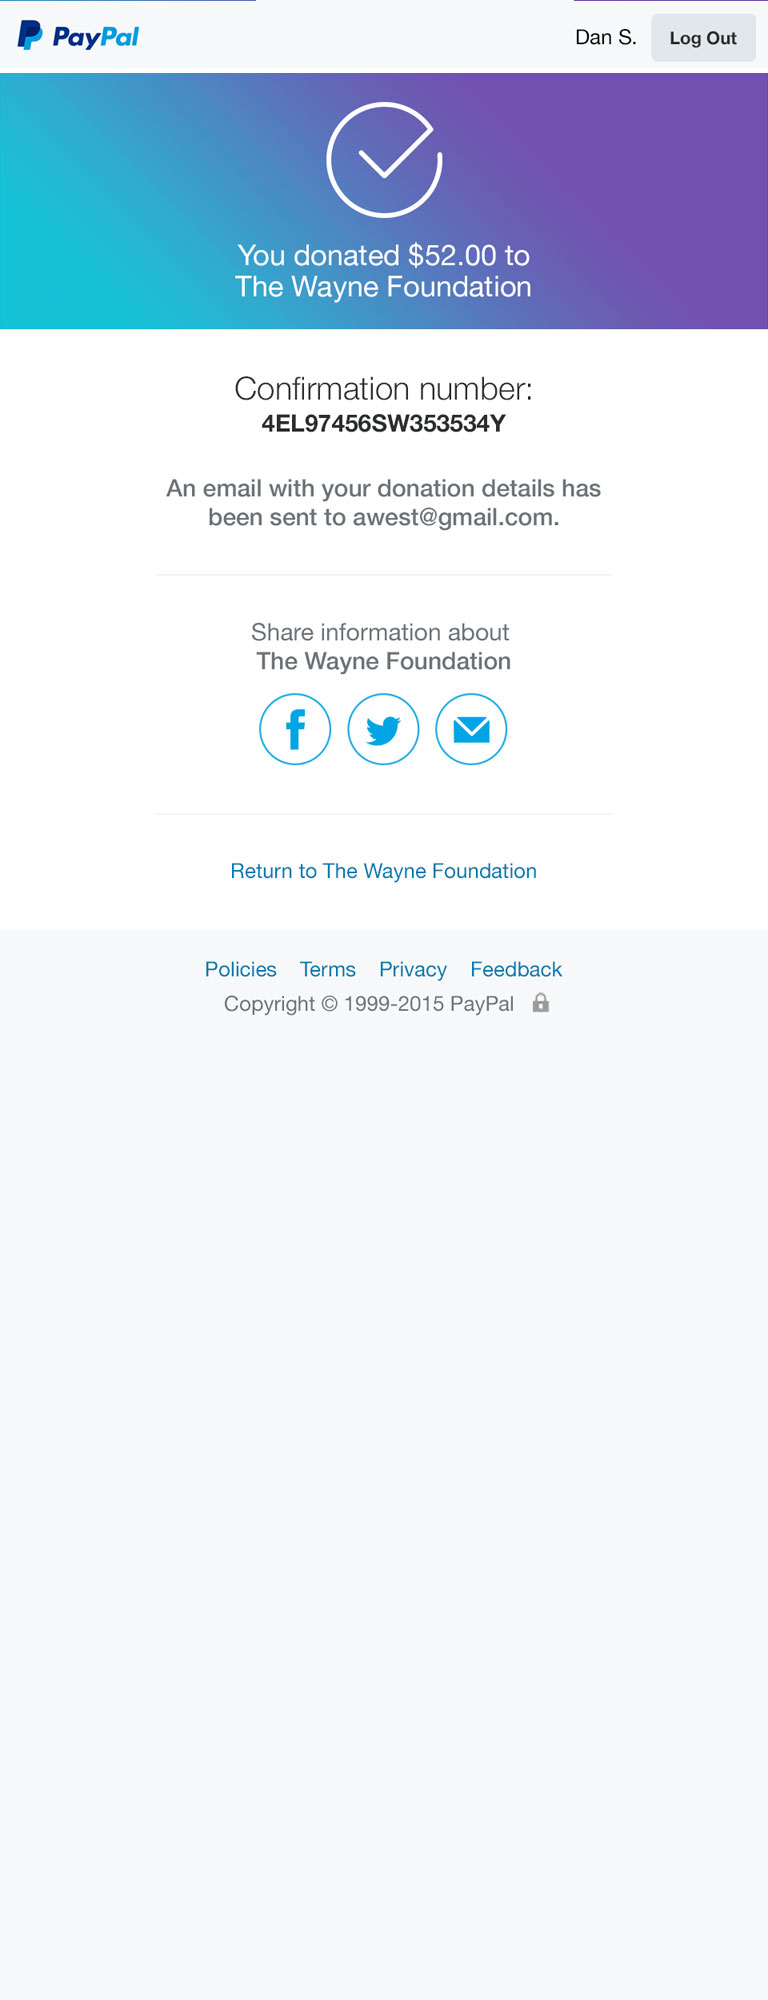 PayPal
Dan S.
Log Out
You donated $52.00 to
The Wayne Foundation
Confirmation number:
4EL97456SW353534Y
An email with your donation details has
been sent to awest@gmail.com.
Share information about
The Wayne Foundation
Return to The Wayne Foundation
Policies Terms Privacy Feedback
Copyright © 1999-2015 PayPal